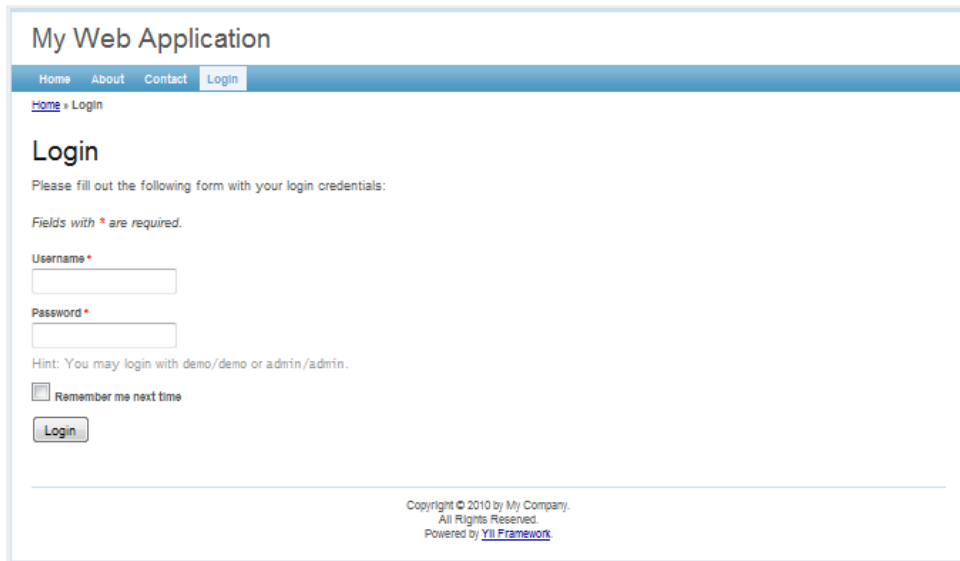 My Web Application
Home About Contact Login
Home » Login
Login
Please fill out the following form with your login credentials:
Fields with * are required.
Username *
Password *
Hint: You may login with demo/demo or admin/admin.
Remember me next time
Login
Copyright © 2010 by My Company.
All Rights Reserved.
Powered by Yii Framework.